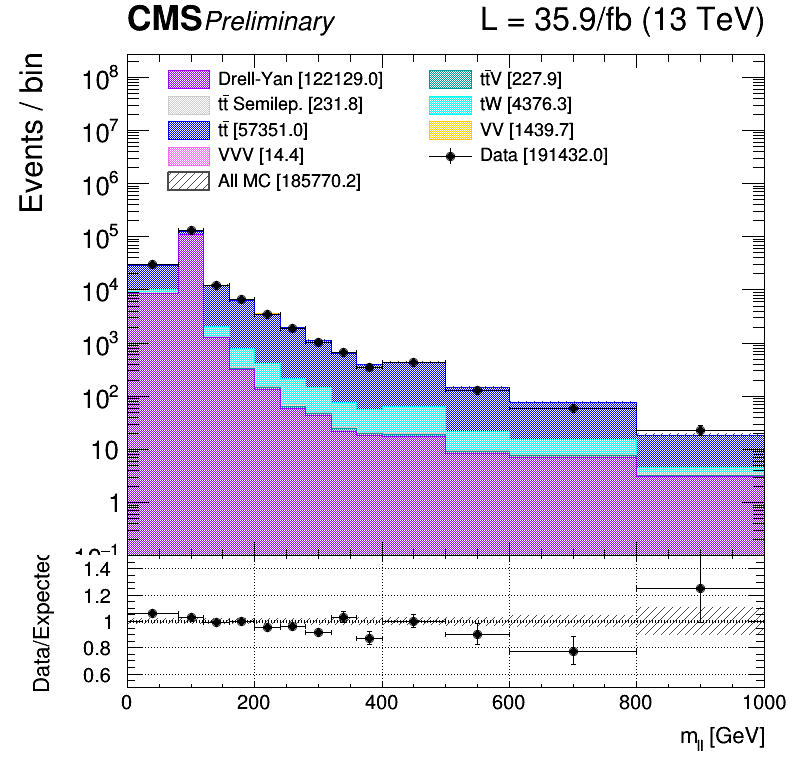 CMS Preliminary L = 35.9/fb (13 TeV)
Events / bin
10⁸
10⁷
10⁶
10⁵
10⁴
10³
10²
10
1
10⁻¹
Drell-Yan [122129.0]
tt̄ Semilep. [231.8]
tt̄ [57351.0]
VVV [14.4]
All MC [185770.2]
tt̄V [227.9]
tW [4376.3]
VV [1439.7]
Data [191432.0]
Data/Expected
1.4
1.2
1
0.8
0.6
0 200 400 600 800 1000
m_ll [GeV]